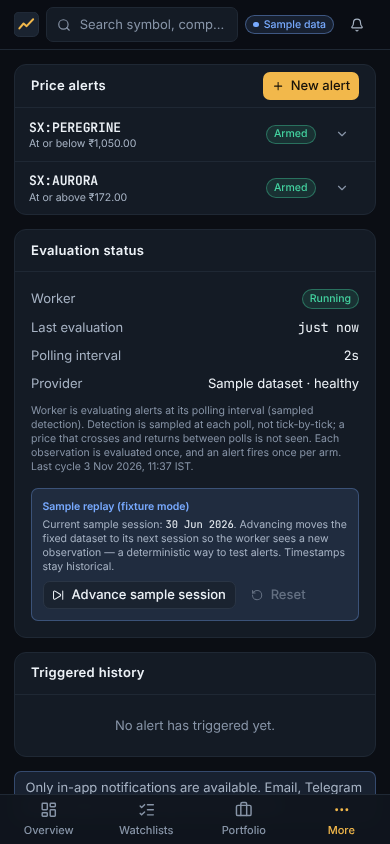 Search symbol, comp...
Sample data
Price alerts
New alert
SX:PEREGRINE
At or below ₹1,050.00
Armed
SX:AURORA
At or above ₹172.00
Armed
Evaluation status
Worker
Running
Last evaluation
just now
Polling interval
2s
Provider
Sample dataset · healthy
Worker is evaluating alerts at its polling interval (sampled
detection). Detection is sampled at each poll, not tick-by-tick; a
price that crosses and returns between polls is not seen. Each
observation is evaluated once, and an alert fires once per arm.
Last cycle 3 Nov 2026, 11:37 IST.
Sample replay (fixture mode)
Current sample session: 30 Jun 2026. Advancing moves the
fixed dataset to its next session so the worker sees a new
observation — a deterministic way to test alerts. Timestamps
stay historical.
Advance sample session
Reset
Triggered history
No alert has triggered yet.
Only in-app notifications are available. Email, Telegram
Overview
Watchlists
Portfolio
More